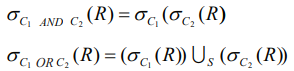 σ_{C₁ AND C₂}(R) = σ_{C₁}(σ_{C₂}(R)
σ_{C₁ OR C₂}(R) = (σ_{C₁}(R)) ⋃_S (σ_{C₂}(R))